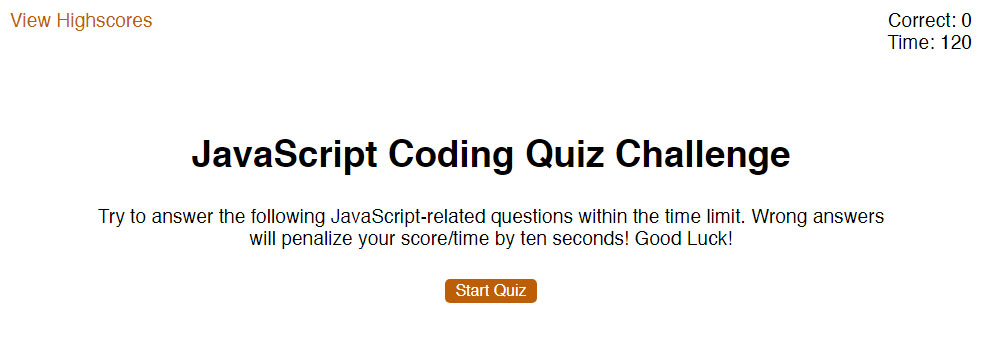 View Highscores
Correct: 0
Time: 120
JavaScript Coding Quiz Challenge
Try to answer the following JavaScript-related questions within the time limit. Wrong answers
will penalize your score/time by ten seconds! Good Luck!
Start Quiz